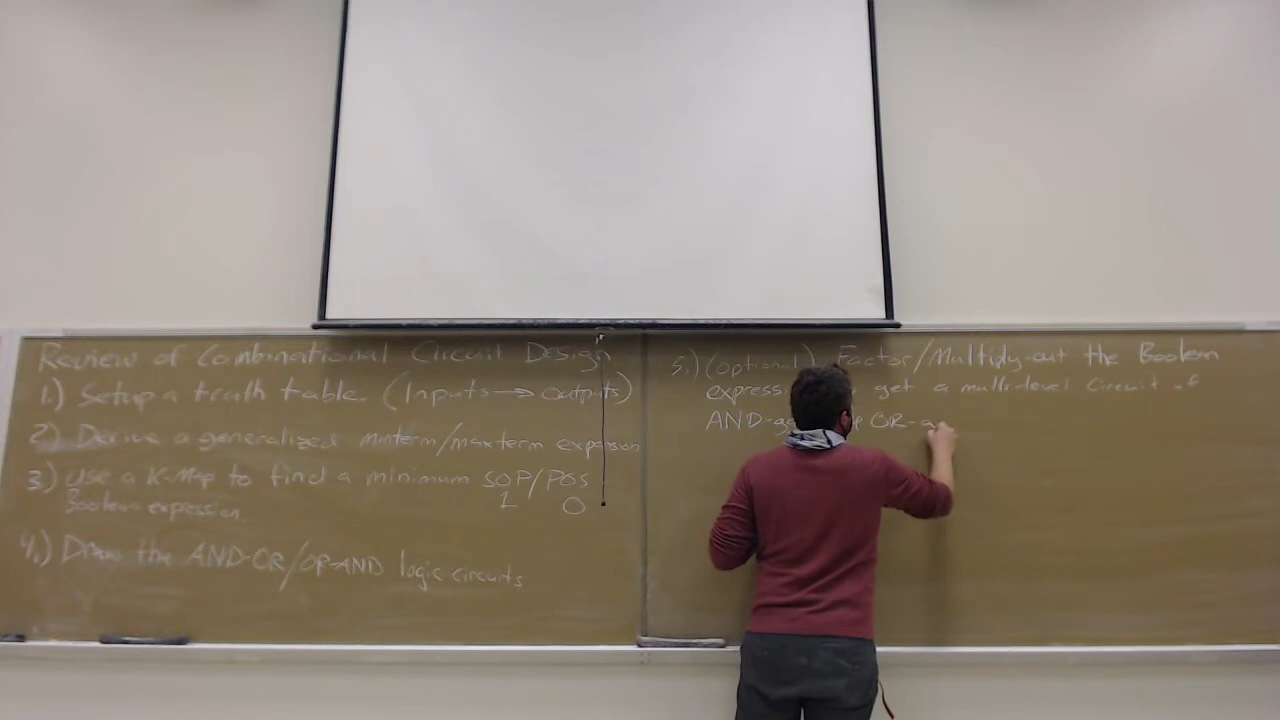 Review of Combinational Circuit Design
1.) Setup a truth table (Inputs → outputs)
2) Derive a generalized minterm/maxterm expansion
3.) Use a K-Map to find a minimum SOP/POS
1 0
Boolean expression.
4.) Draw the AND-OR/OR-AND logic circuits
5.) (optional) Factor/Multiply-out the Boolean
express get a multi-level circuit of
AND-ga OR-g